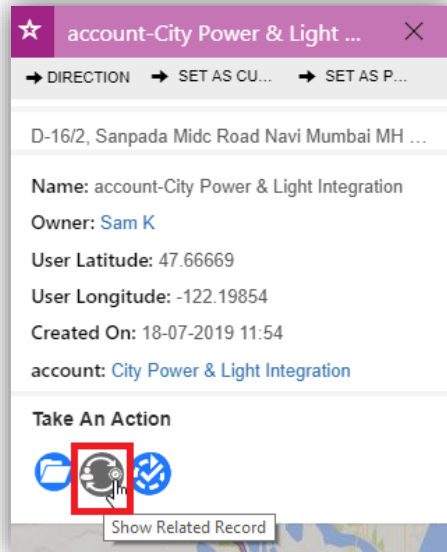 account-City Power & Light ...
DIRECTION SET AS CU... SET AS P...
D-16/2, Sanpada Midc Road Navi Mumbai MH ...
Name: account-City Power & Light Integration
Owner: Sam K
User Latitude: 47.66669
User Longitude: -122.19854
Created On: 18-07-2019 11:54
account: City Power & Light Integration
Take An Action
Show Related Record